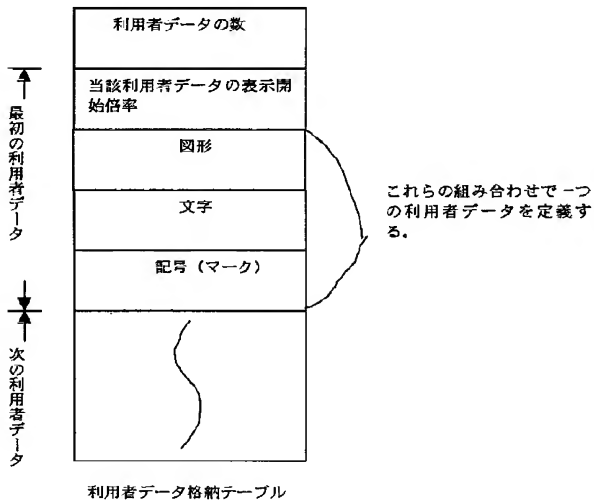 利用者データの数
当該利用者データの表示開
始倍率
図形
文字
記号（マーク）
最初の利用者データ
次の利用者データ
これらの組み合わせで一つ
の利用者データを定義す
る。
利用者データ格納テーブル